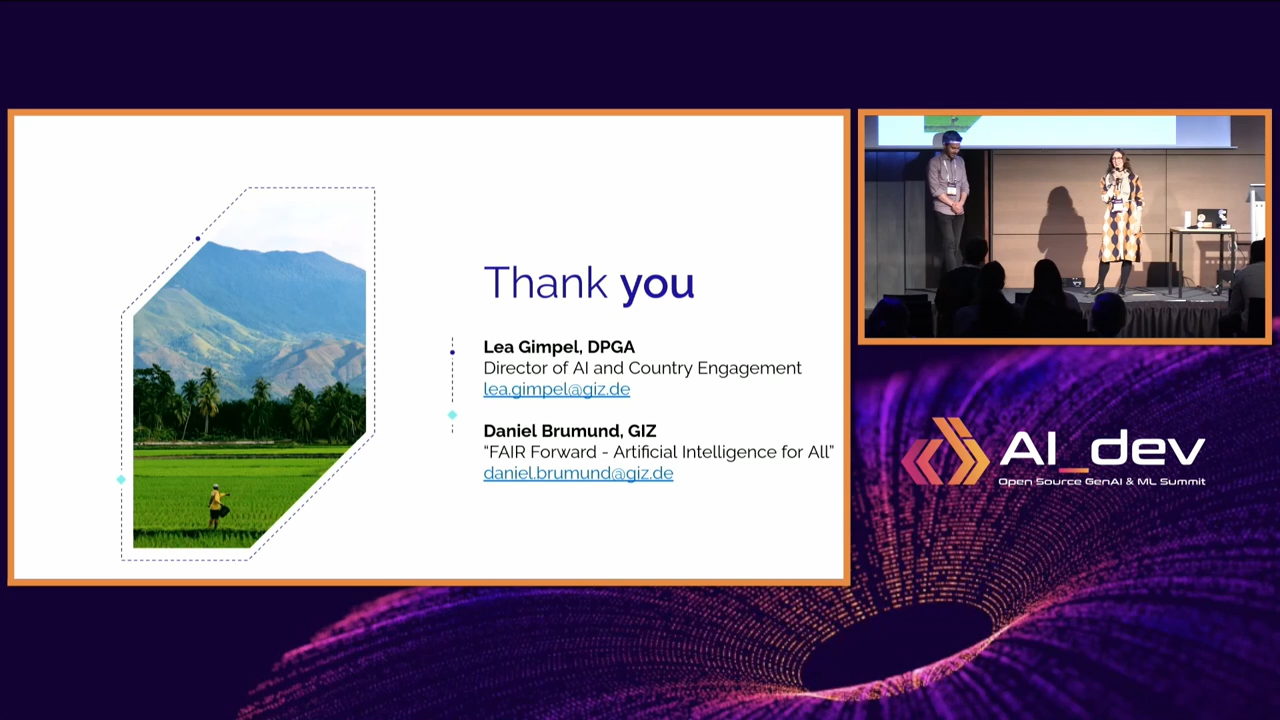 Thank you
Lea Gimpel, DPGA
Director of AI and Country Engagement
lea.gimpel@giz.de
Daniel Brumund, GIZ
“FAIR Forward - Artificial Intelligence for All”
daniel.brumund@giz.de
AI_dev
Open Source GenAI & ML Summit